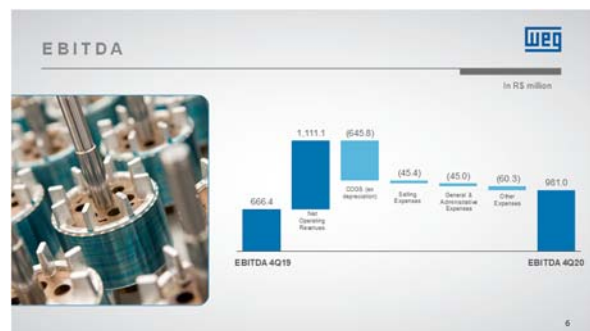 EBITDA
weg
In R$ million
666.4
EBITDA 4Q19
1,111.1
Net
Operating
Revenues
(645.8)
COGS (ex
depreciation)
(45.4)
Selling
Expenses
(45.0)
General &
Administrative
Expenses
(60.3)
Other
Expenses
981.0
EBITDA 4Q20
6